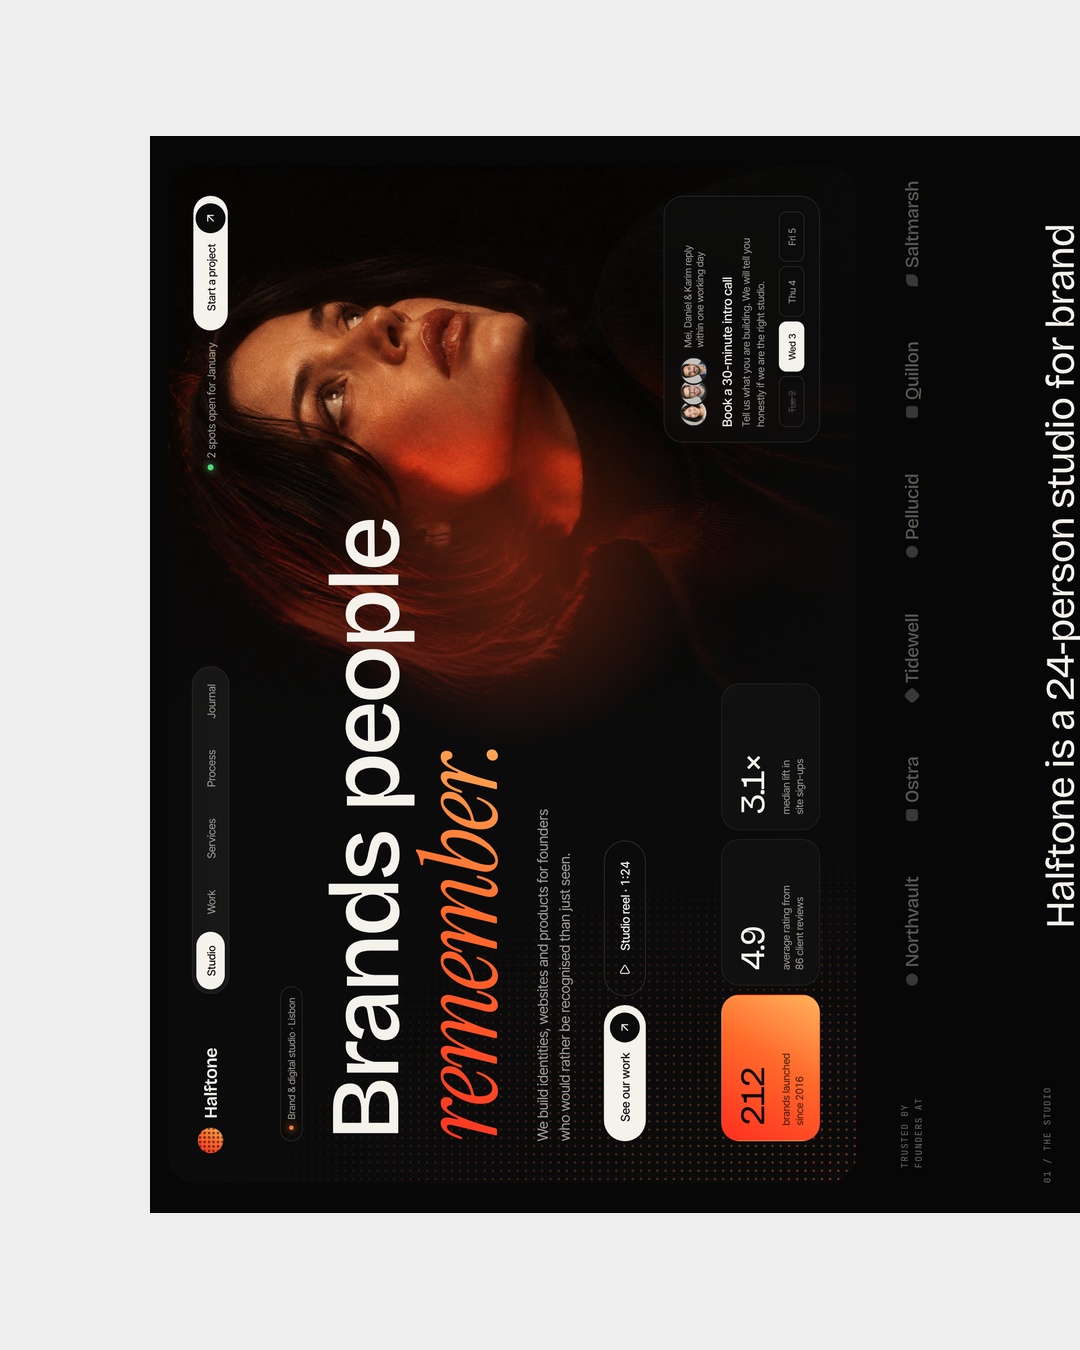 Halftone
Studio
Work
Services
Process
Journal
2 spots open for January
Start a project
Brand & digital studio · Lisbon
Brands people
remember.
We build identities, websites and products for founders
who would rather be recognised than just seen.
See our work
Studio reel · 1:24
212
brands launched
since 2016
4.9
average rating from
86 client reviews
3.1×
median lift in
site sign-ups
Mei, Daniel & Karim reply
within one working day
Book a 30-minute intro call
Tell us what you are building. We will tell you
honestly if we are the right studio.
Tue 2
Wed 3
Thu 4
Fri 5
TRUSTED BY
FOUNDERS AT
Northvault
Ostra
Tidewell
Pellucid
Quillon
Saltmarsh
01 / THE STUDIO
Halftone is a 24-person studio for brand